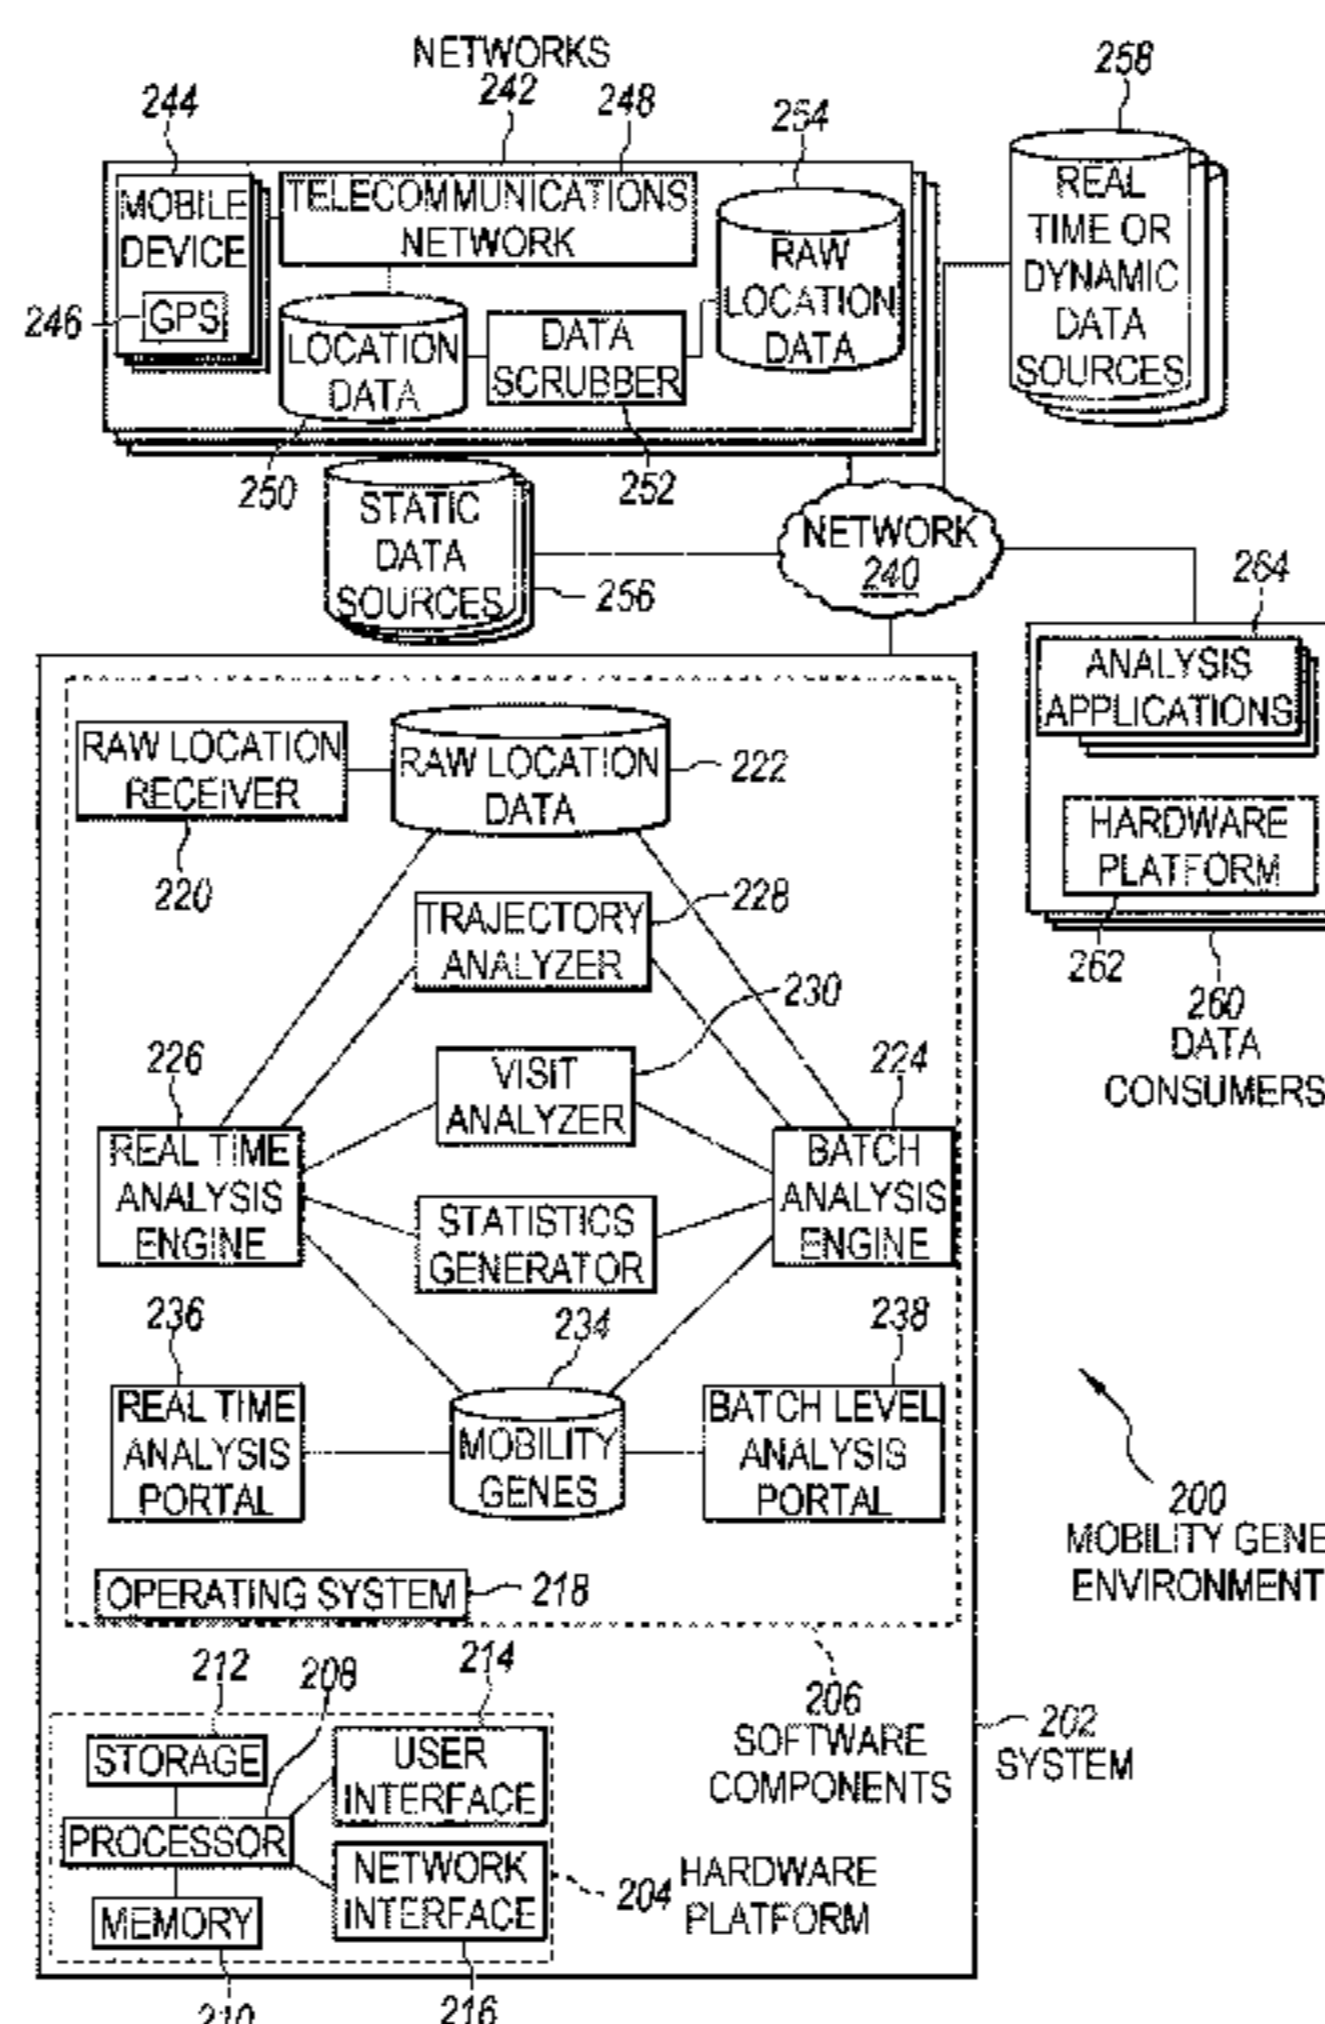 NETWORKS
242
244
248
254
258
MOBILE
DEVICE
GPS
246
TELECOMMUNICATIONS
NETWORK
LOCATION
DATA
250
DATA
SCRUBBER
252
RAW
LOCATION
DATA
REAL
TIME OR
DYNAMIC
DATA
SOURCES
STATIC
DATA
SOURCES
256
NETWORK
240
264
ANALYSIS
APPLICATIONS
HARDWARE
PLATFORM
262
260
DATA
CONSUMERS
RAW LOCATION
RECEIVER
220
RAW LOCATION
DATA
222
TRAJECTORY
ANALYZER
228
VISIT
ANALYZER
230
226
REAL TIME
ANALYSIS
ENGINE
224
BATCH
ANALYSIS
ENGINE
STATISTICS
GENERATOR
236
REAL TIME
ANALYSIS
PORTAL
234
MOBILITY
GENES
238
BATCH LEVEL
ANALYSIS
PORTAL
200
MOBILITY GENE
ENVIRONMENT
OPERATING SYSTEM
218
206
SOFTWARE
COMPONENTS
202
SYSTEM
212
208
214
STORAGE
PROCESSOR
MEMORY
USER
INTERFACE
NETWORK
INTERFACE
204 HARDWARE
PLATFORM
210
216